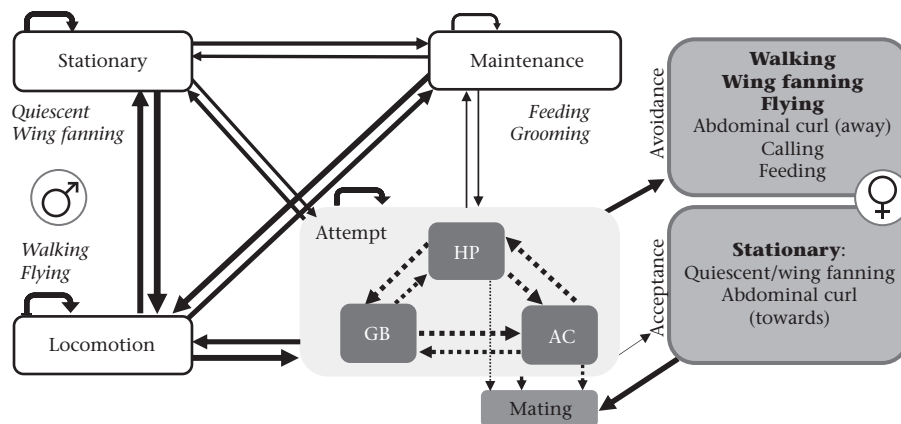 Stationary
Maintenance
Quiescent
Wing fanning
Feeding
Grooming
Walking
Flying
Locomotion
Attempt
HP
GB
AC
Mating
Avoidance
Walking
Wing fanning
Flying
Abdominal curl (away)
Calling
Feeding
Acceptance
Stationary:
Quiescent/wing fanning
Abdominal curl
(towards)